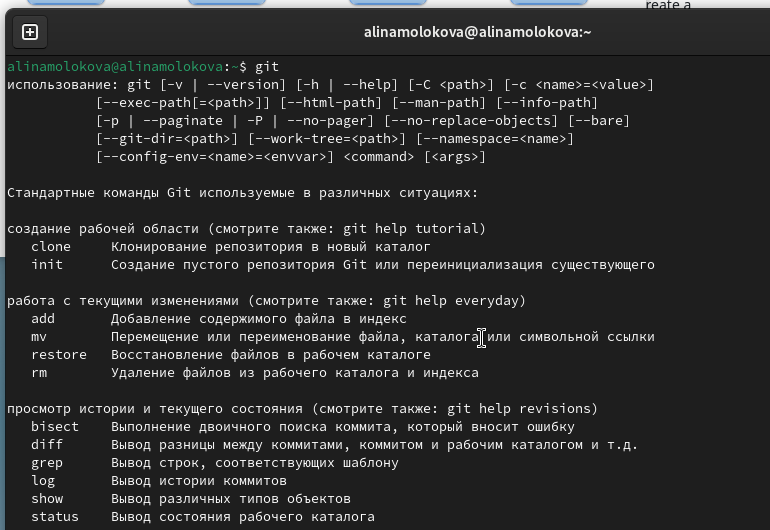 reate a
alinamolokova@alinamolokova:~
alinamolokova@alinamolokova:~$ git
использование: git [-v | --version] [-h | --help] [-C <path>] [-c <name>=<value>]
[--exec-path[=<path>]] [--html-path] [--man-path] [--info-path]
[-p | --paginate | -P | --no-pager] [--no-replace-objects] [--bare]
[--git-dir=<path>] [--work-tree=<path>] [--namespace=<name>]
[--config-env=<name>=<envvar>] <command> [<args>]
Стандартные команды Git используемые в различных ситуациях:
создание рабочей области (смотрите также: git help tutorial)
clone Клонирование репозитория в новый каталог
init Создание пустого репозитория Git или переинициализация существующего
работа с текущими изменениями (смотрите также: git help everyday)
add Добавление содержимого файла в индекс
mv Перемещение или переименование файла, каталога или символьной ссылки
restore Восстановление файлов в рабочем каталоге
rm Удаление файлов из рабочего каталога и индекса
просмотр истории и текущего состояния (смотрите также: git help revisions)
bisect Выполнение двоичного поиска коммита, который вносит ошибку
diff Вывод разницы между коммитами, коммитом и рабочим каталогом и т.д.
grep Вывод строк, соответствующих шаблону
log Вывод истории коммитов
show Вывод различных типов объектов
status Вывод состояния рабочего каталога